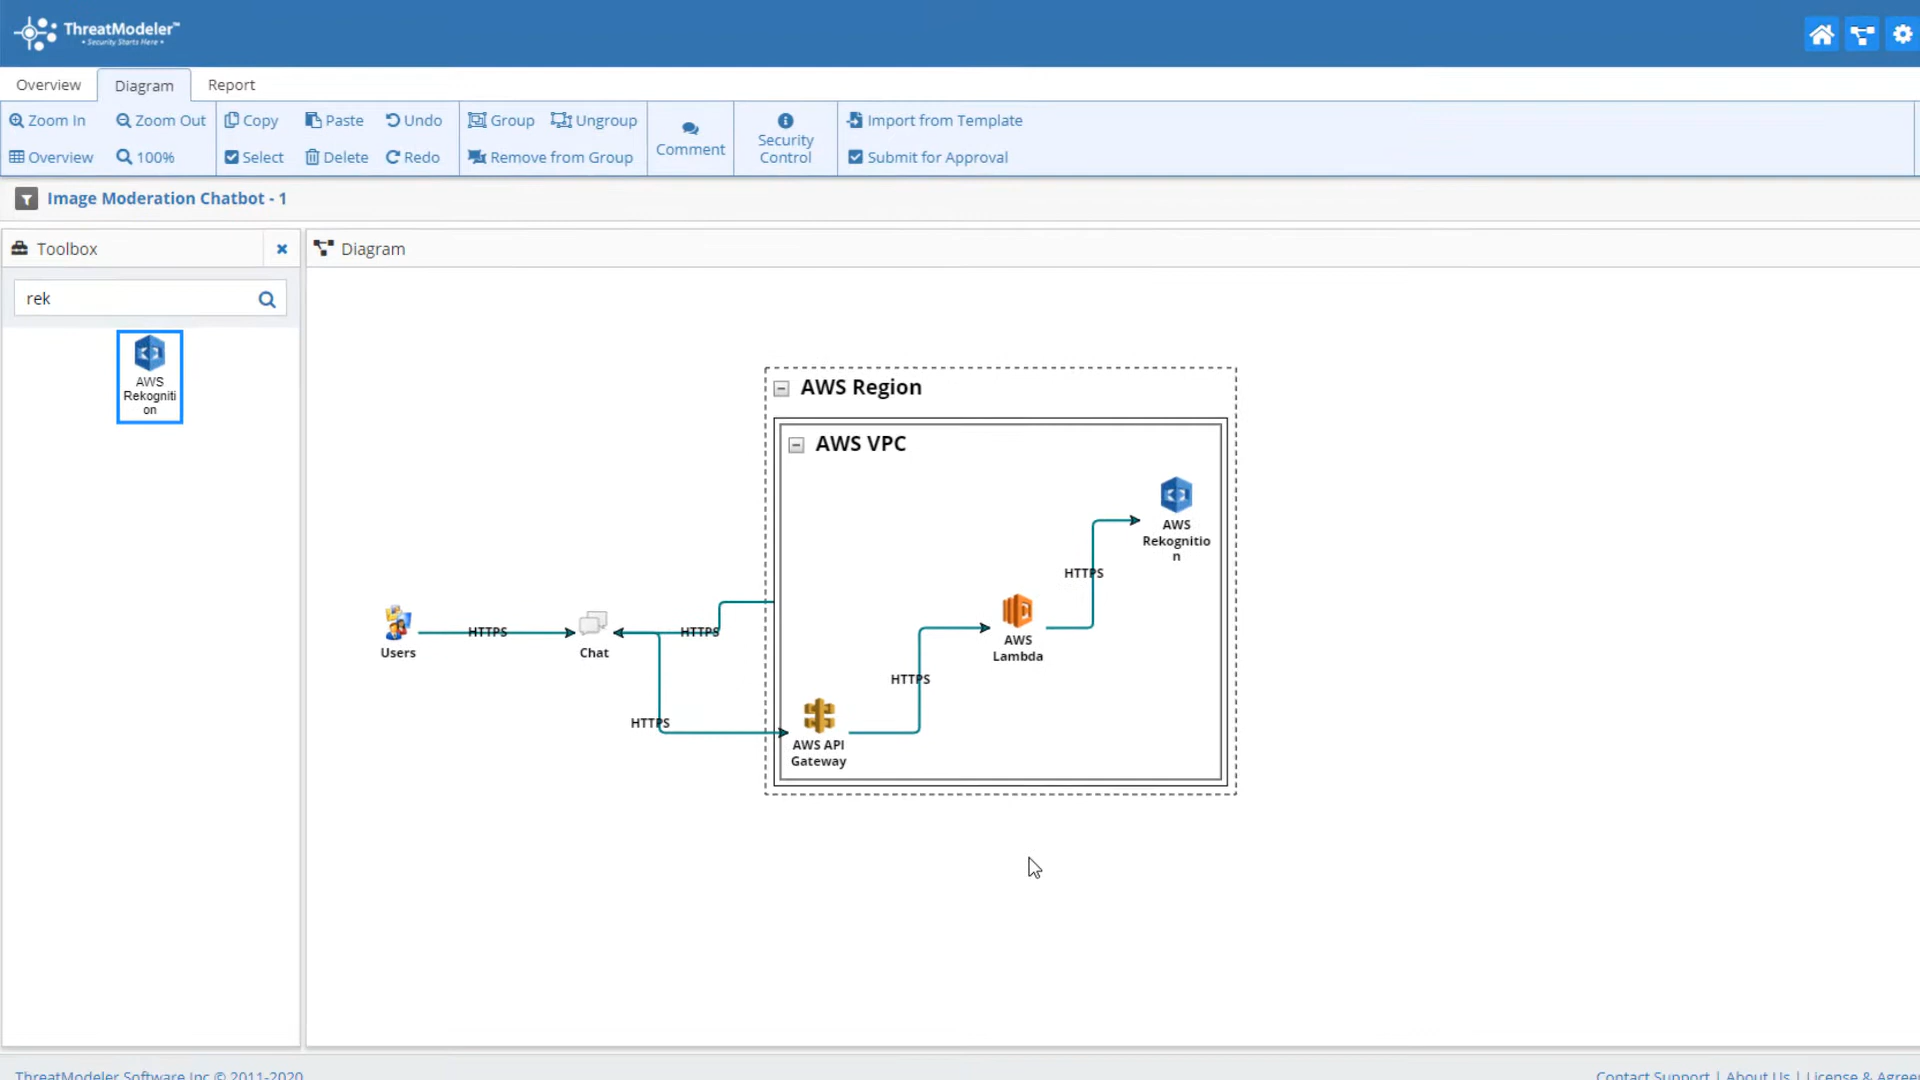 ThreatModeler™
• Security Starts Here •
Overview
Diagram
Report
Zoom In
Zoom Out
Copy
Paste
Undo
Group
Ungroup
Comment
Security
Control
Import from Template
Overview
100%
Select
Delete
Redo
Remove from Group
Submit for Approval
Image Moderation Chatbot - 1
Toolbox
Diagram
rek
AWS
Rekogniti
on
AWS Region
AWS VPC
AWS
Rekognitio
n
HTTPS
AWS
Lambda
HTTPS
Users
HTTPS
Chat
HTTPS
HTTPS
AWS API
Gateway
ThreatModeler Software Inc © 2011-2020
Contact Support | About Us | License &